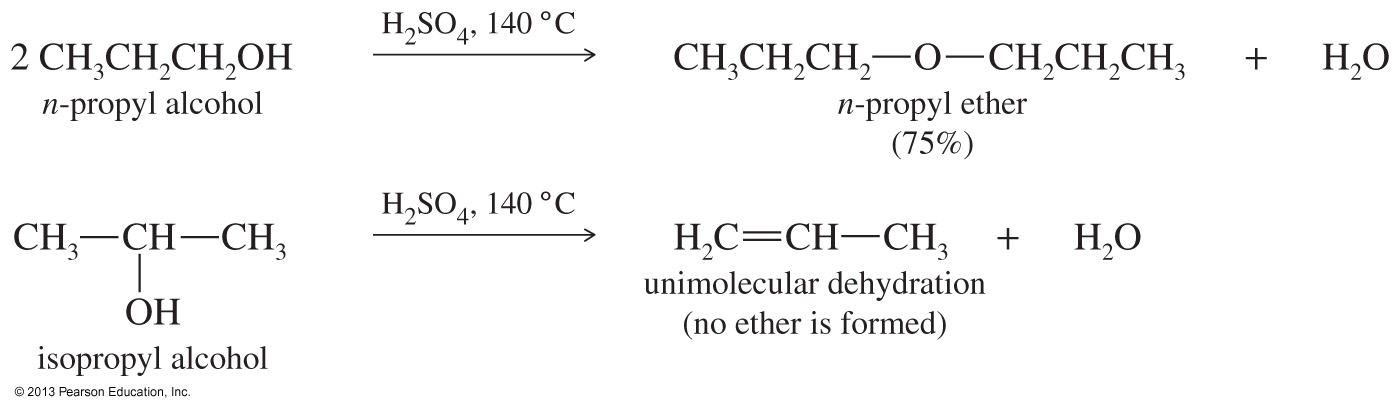 H₂SO₄, 140 °C
2 CH₃CH₂CH₂OH CH₃CH₂CH₂—O—CH₂CH₂CH₃ + H₂O
n-propyl alcohol n-propyl ether
(75%)
H₂SO₄, 140 °C
CH₃—CH—CH₃ H₂C=CH—CH₃ + H₂O
unimolecular dehydration
OH (no ether is formed)
isopropyl alcohol
© 2013 Pearson Education, Inc.